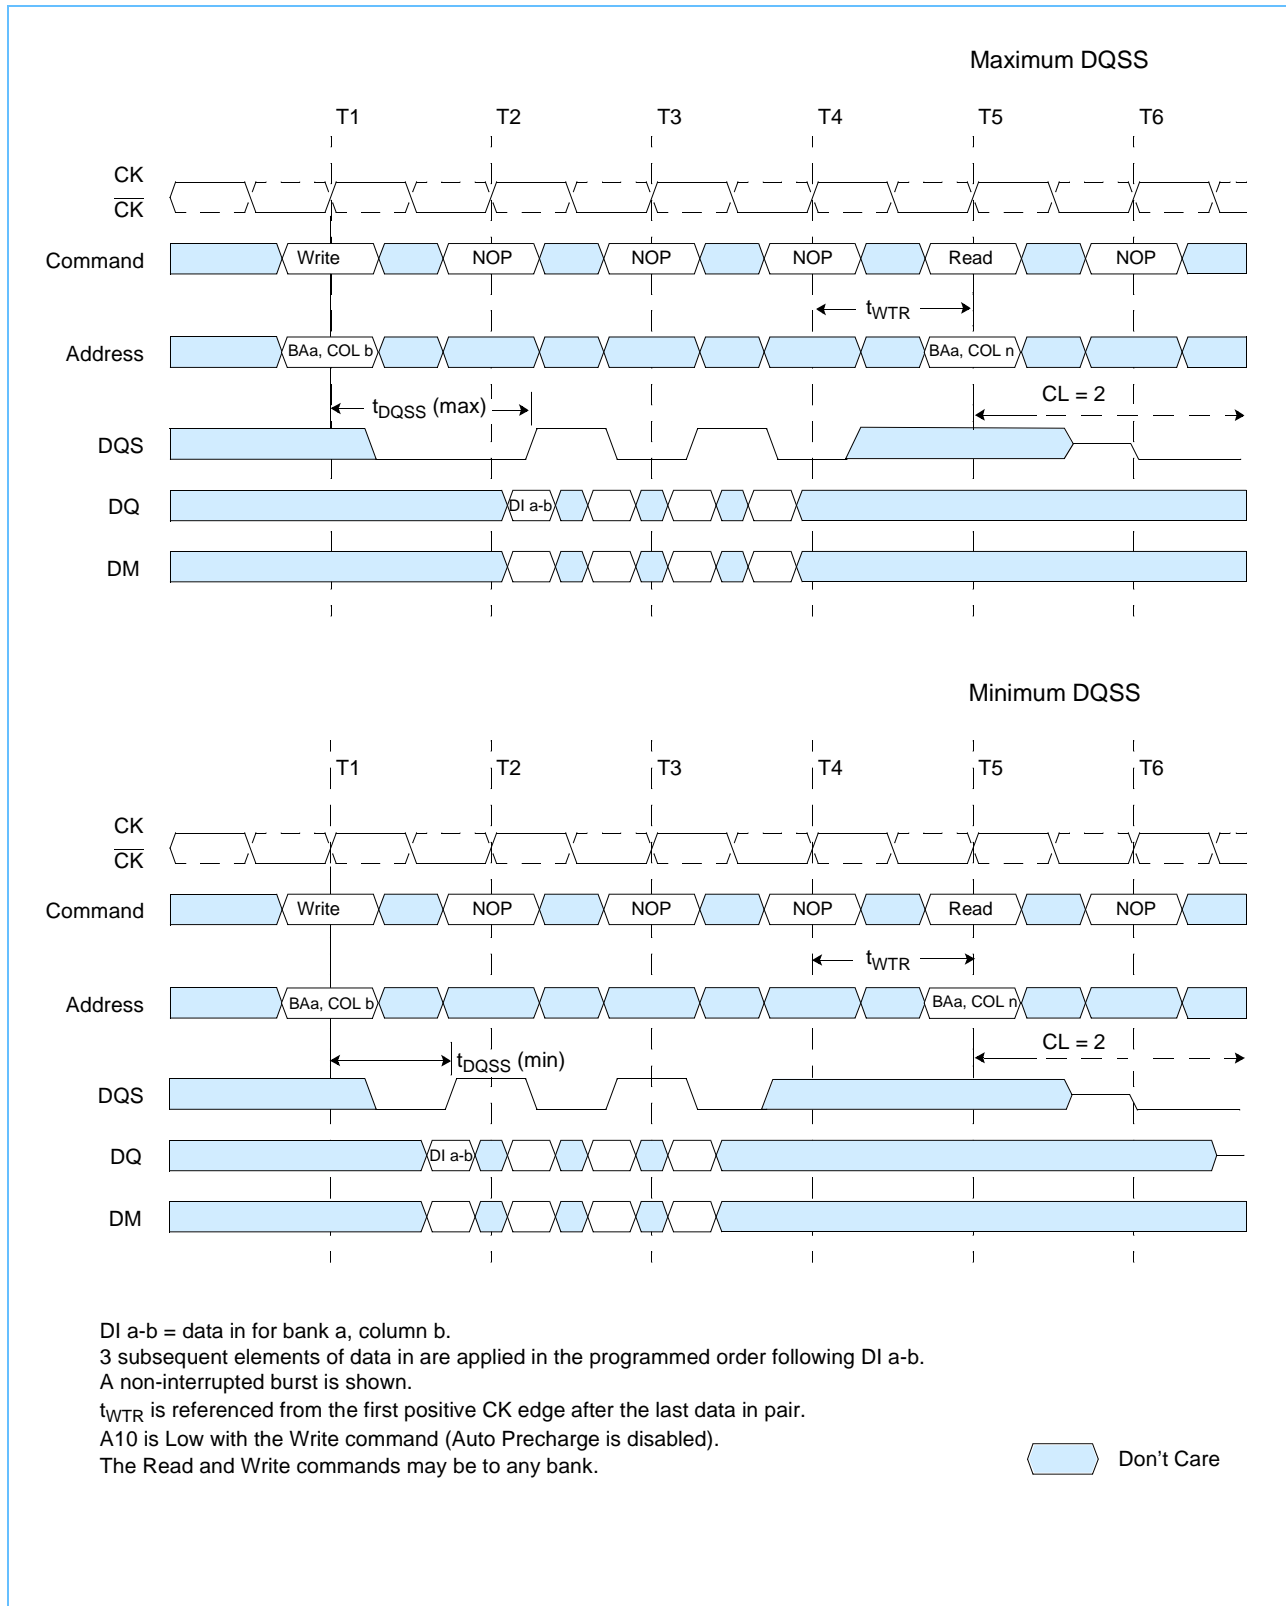 Maximum DQSS
T1 T2 T3 T4 T5 T6
CK
CK
Command Write NOP NOP NOP Read NOP
tWTR
Address BAa, COL b BAa, COL n
tDQSS (max) CL = 2
DQS
DQ DI a-b
DM
Minimum DQSS
T1 T2 T3 T4 T5 T6
CK
CK
Command Write NOP NOP NOP Read NOP
tWTR
Address BAa, COL b BAa, COL n
tDQSS (min) CL = 2
DQS
DQ DI a-b
DM
DI a-b = data in for bank a, column b.
3 subsequent elements of data in are applied in the programmed order following DI a-b.
A non-interrupted burst is shown.
tWTR is referenced from the first positive CK edge after the last data in pair.
A10 is Low with the Write command (Auto Precharge is disabled).
The Read and Write commands may be to any bank.
Don't Care